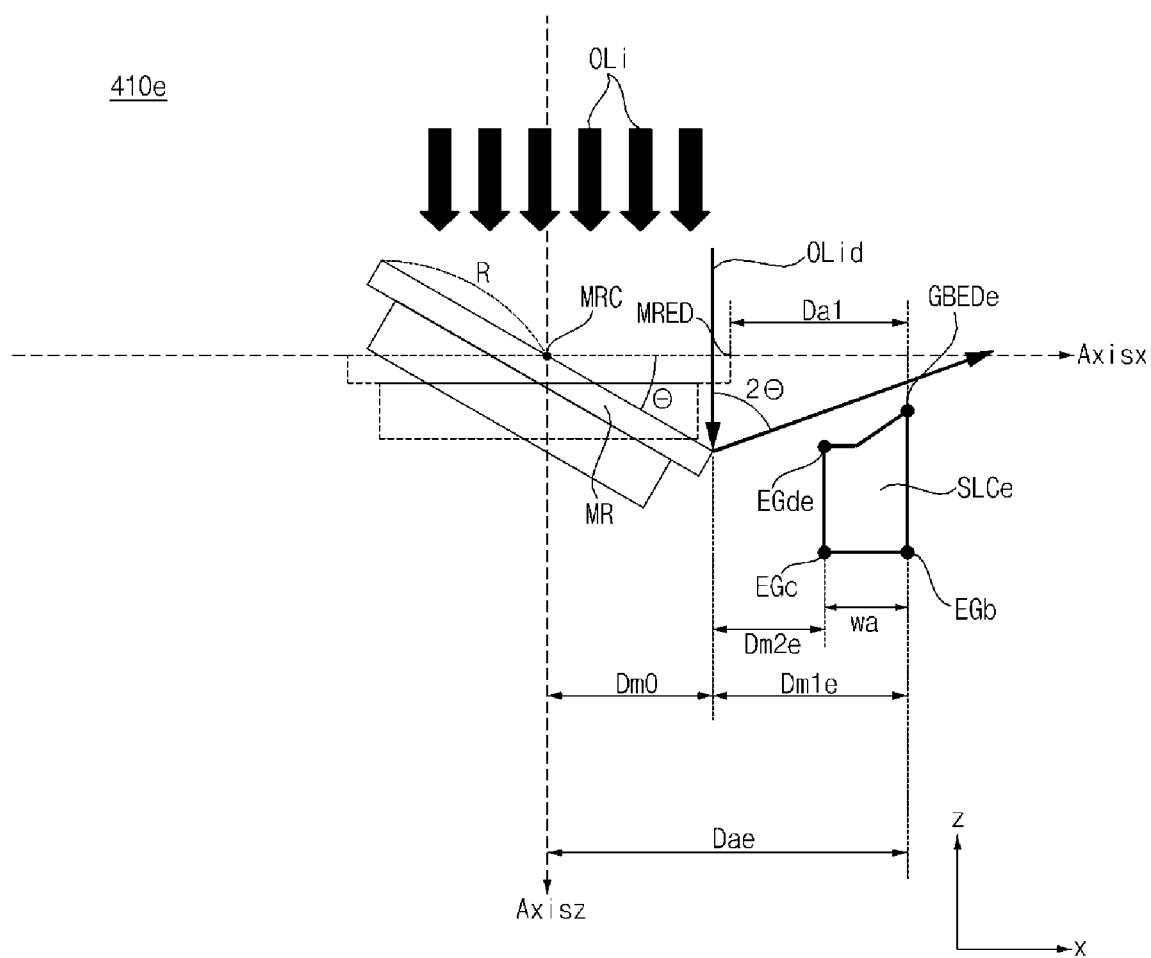 OLi
410e
OLid
R
MRC
MRED
Da1
GBEDe
Axisx
Θ
2Θ
EGde
SLCe
MR
EGc
EGb
wa
Dm2e
Dm0
Dm1e
Dae
z
Axisz
x